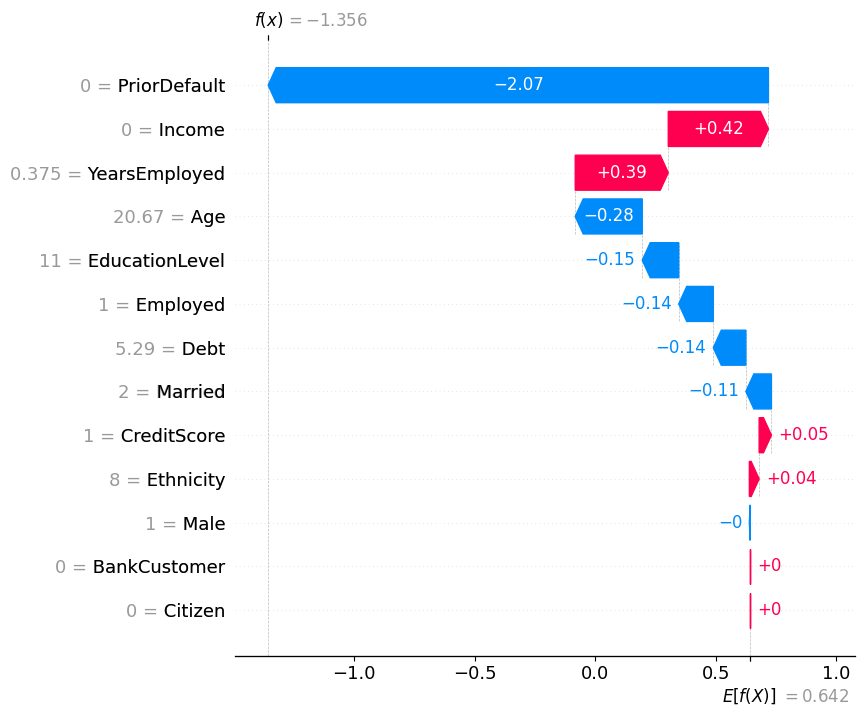 f(x) = −1.356
0 = PriorDefault −2.07
0 = Income +0.42
0.375 = YearsEmployed +0.39
20.67 = Age −0.28
11 = EducationLevel −0.15
1 = Employed −0.14
5.29 = Debt −0.14
2 = Married −0.11
1 = CreditScore +0.05
8 = Ethnicity +0.04
1 = Male −0
0 = BankCustomer +0
0 = Citizen +0
−1.0 −0.5 0.0 0.5 1.0
E[f(X)] = 0.642